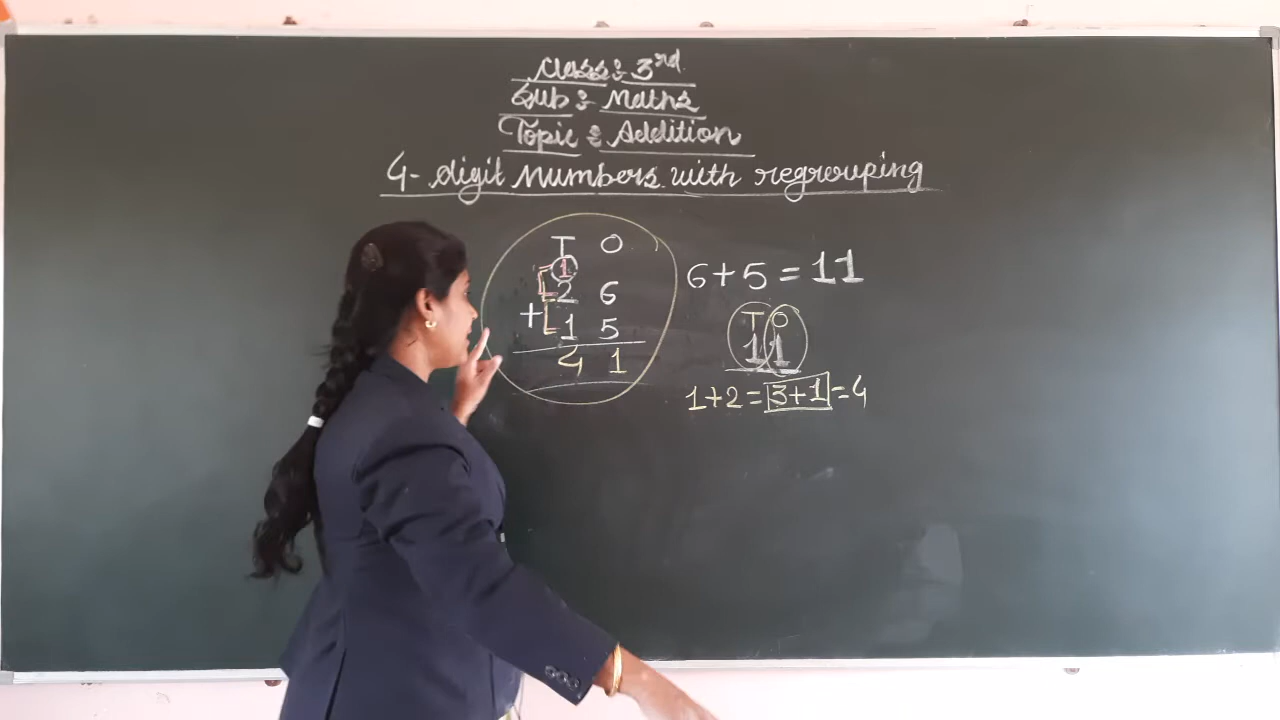 Class: 3rd
Sub: Maths
Topic: Addition
4-digit numbers with regrouping
T O
1
2 6
+ 1 5
4 1
6+5=11
T O
1 1
1+2=3+1=4